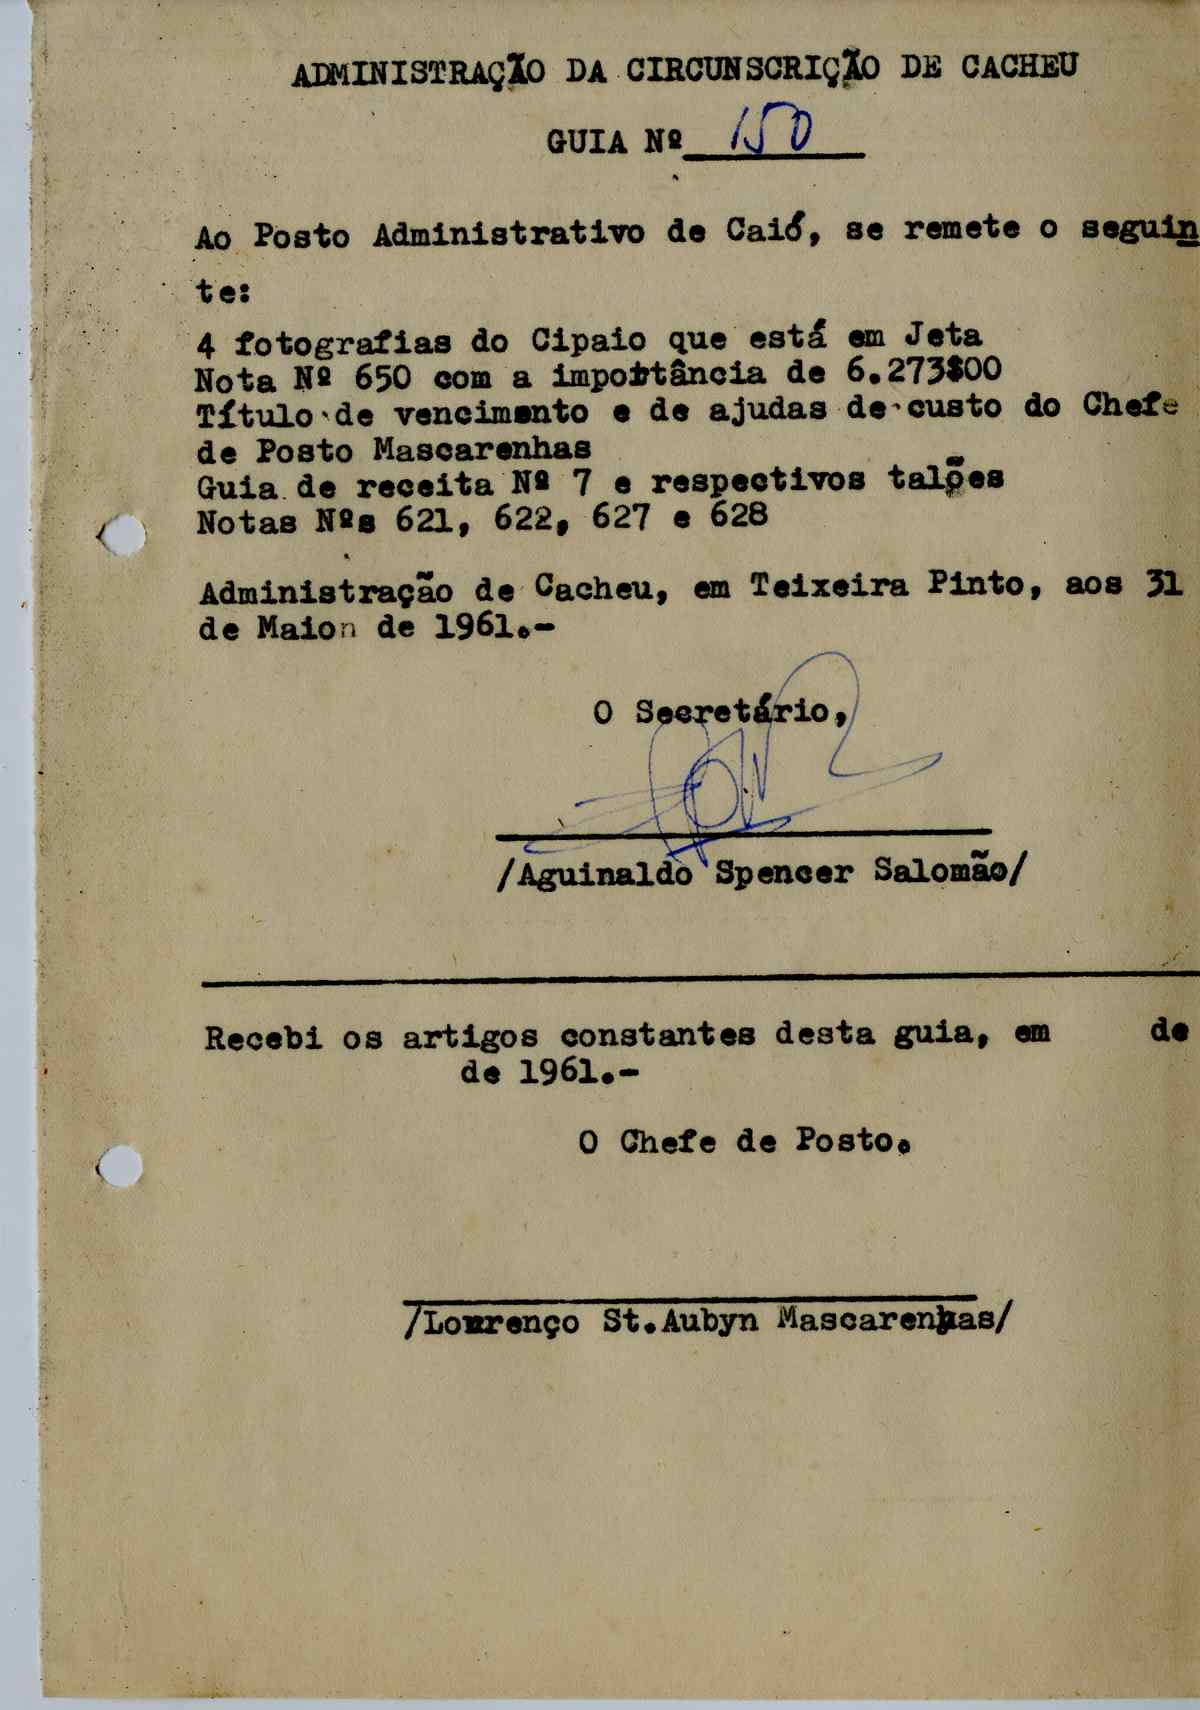 ADMINISTRAÇÃO DA CIRCUNSCRIÇÃO DE CACHEU
GUIA Nº 150
Ao Posto Administrativo de Caió, se remete o seguin
te:
4 fotografias do Cipaio que está em Jeta
Nota Nº 650 com a importância de 6.273$00
Título de vencimento e de ajudas de custo do Chefe
de Posto Mascarenhas
Guia de receita Nº 7 e respectivos talões
Notas Nºs 621, 622, 627 e 628
Administração de Cacheu, em Teixeira Pinto, aos 31
de Maion de 1961.-
O Secretário,
/Aguinaldo Spencer Salomão/
Recebi os artigos constantes desta guia, em de
de 1961.-
O Chefe de Posto.
/Lourenço St.Aubyn Mascarenhas/